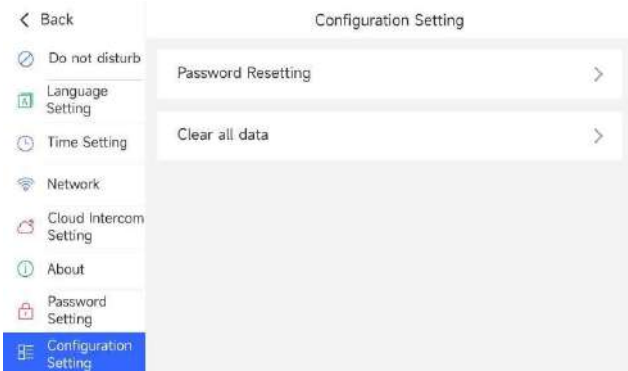 Back
Configuration Setting
Do not disturb
Language
Setting
Time Setting
Network
Cloud Intercom
Setting
About
Password
Setting
Configuration
Setting
Password Resetting
Clear all data